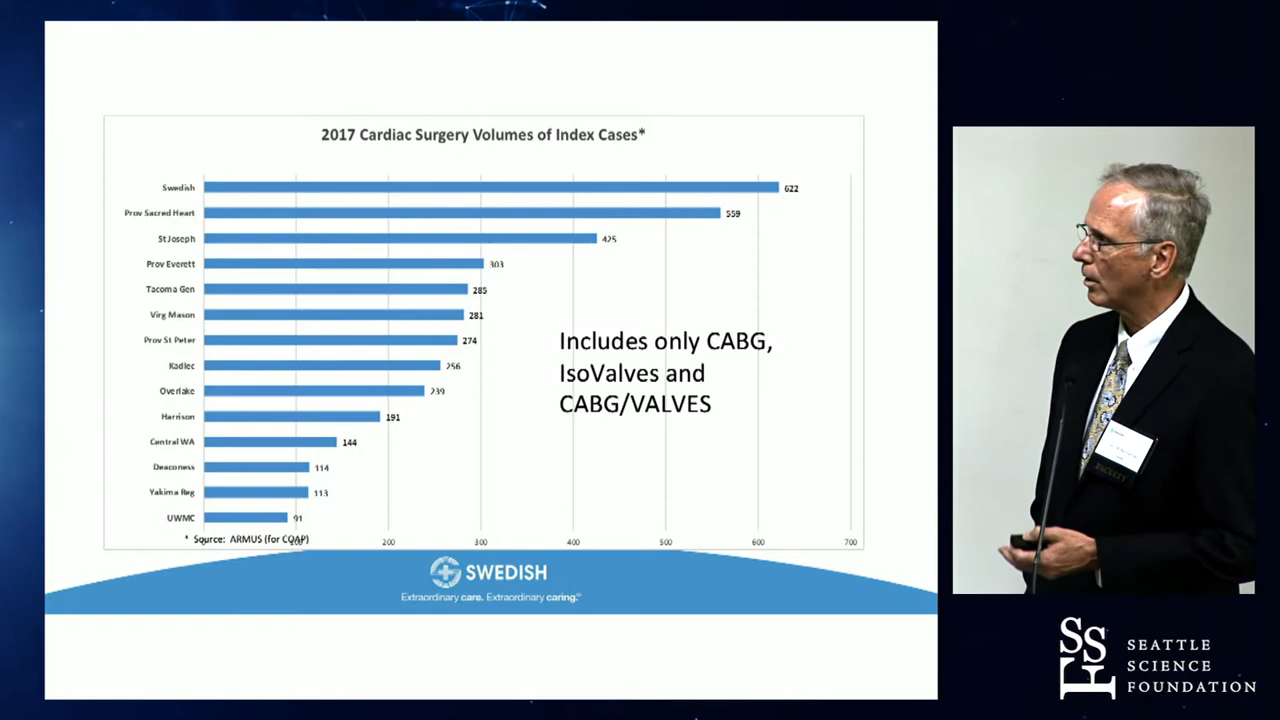 2017 Cardiac Surgery Volumes of Index Cases*
Swedish 622
Prov Sacred Heart 559
St Joseph 425
Prov Everett 303
Tacoma Gen 285
Virg Mason 281
Prov St Peter 274
Kadlec 256
Overlake 239
Harrison 191
Central WA 144
Deaconess 114
Yakima Reg 113
UWMC 91
Includes only CABG,
IsoValves and
CABG/VALVES
* Source: ARMUS (for COAP)
200 300 400 500 600 700
SWEDISH
Extraordinary care. Extraordinary caring.
FACULTY
SSF
SEATTLE
SCIENCE
FOUNDATION